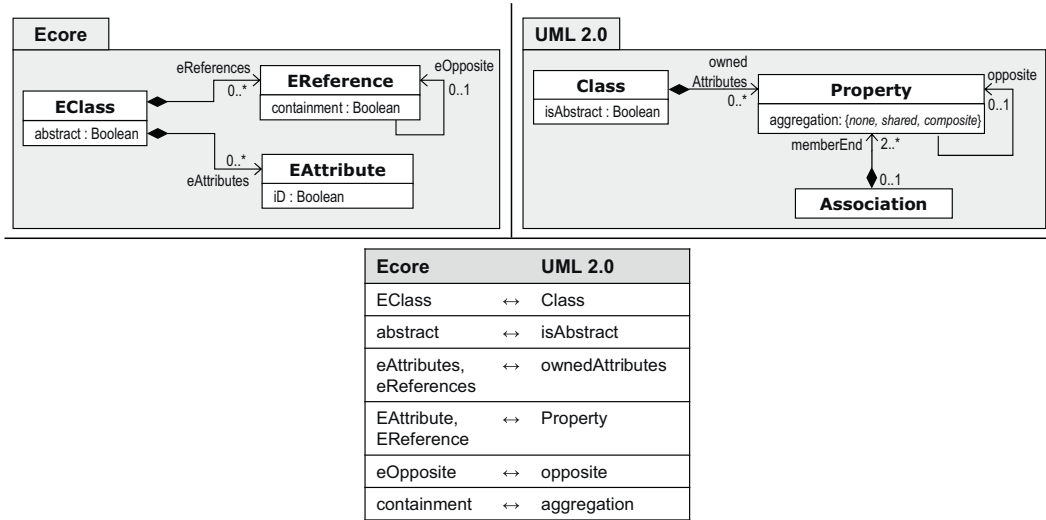 Ecore
eReferences
0..*
EReference
containment : Boolean
eOpposite
0..1
EClass
abstract : Boolean
0..*
eAttributes
EAttribute
iD : Boolean
UML 2.0
Class
isAbstract : Boolean
owned
Attributes
0..*
Property
aggregation: {none, shared, composite}
opposite
0..1
memberEnd
2..*
0..1
Association
Ecore UML 2.0
EClass ↔ Class
abstract ↔ isAbstract
eAttributes, ↔ ownedAttributes
eReferences
EAttribute, ↔ Property
EReference
eOpposite ↔ opposite
containment ↔ aggregation